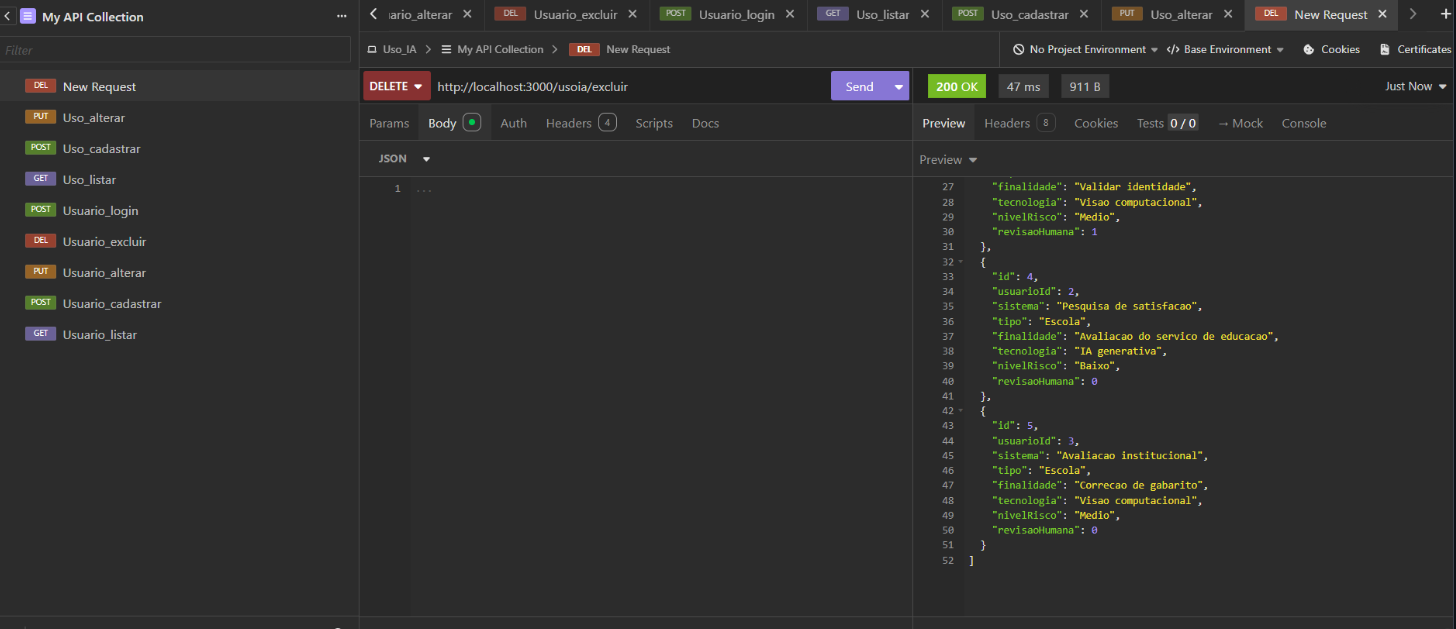 My API Collection ...
ario_alterar DEL Usuario_excluir POST Usuario_login GET Uso_listar POST Uso_cadastrar PUT Uso_alterar DEL New Request
Filter
Uso_IA My API Collection DEL New Request
No Project Environment Base Environment Cookies Certificates
DEL New Request
PUT Uso_alterar
POST Uso_cadastrar
GET Uso_listar
POST Usuario_login
DEL Usuario_excluir
PUT Usuario_alterar
POST Usuario_cadastrar
GET Usuario_listar
DELETE http://localhost:3000/usoia/excluir Send
Params Body Auth Headers 4 Scripts Docs
JSON
1 ...
200 OK 47 ms 911 B Just Now
Preview Headers 8 Cookies Tests 0 / 0 → Mock Console
Preview
27 "finalidade": "Validar identidade",
28 "tecnologia": "Visao computacional",
29 "nivelRisco": "Medio",
30 "revisaoHumana": 1
31 },
32 {
33 "id": 4,
34 "usuarioId": 2,
35 "sistema": "Pesquisa de satisfacao",
36 "tipo": "Escola",
37 "finalidade": "Avaliacao do servico de educacao",
38 "tecnologia": "IA generativa",
39 "nivelRisco": "Baixo",
40 "revisaoHumana": 0
41 },
42 {
43 "id": 5,
44 "usuarioId": 3,
45 "sistema": "Avaliacao institucional",
46 "tipo": "Escola",
47 "finalidade": "Correcao de gabarito",
48 "tecnologia": "Visao computacional",
49 "nivelRisco": "Medio",
50 "revisaoHumana": 0
51 }
52 ]